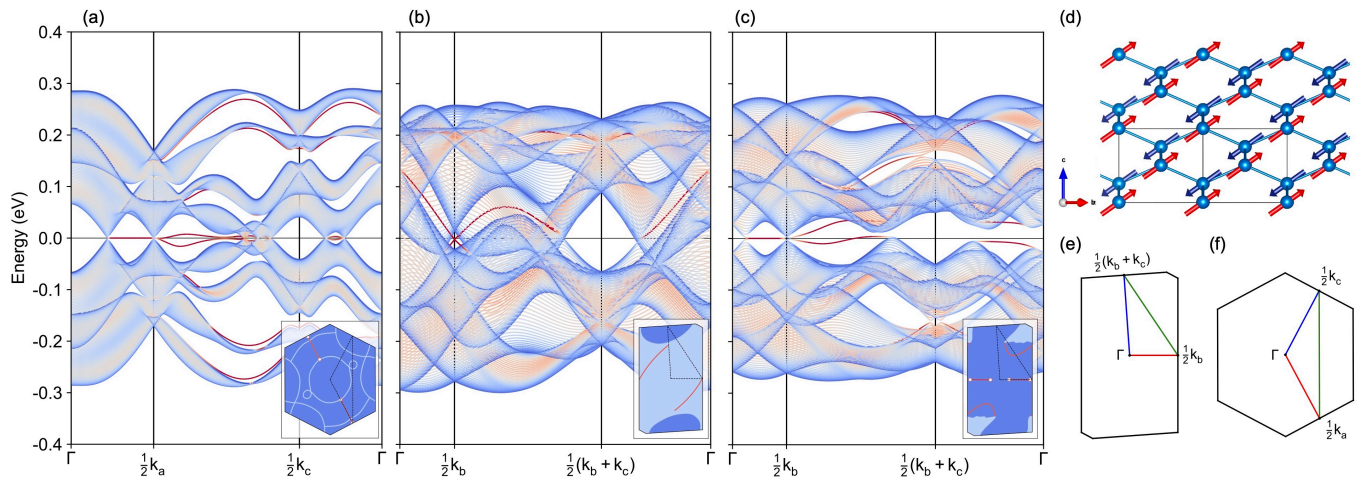 (a)
(b)
(c)
(d)
0.4
0.3
0.2
0.1
0.0
-0.1
-0.2
-0.3
-0.4
Energy (eV)
Γ
½k_a
½k_c
Γ
½k_b
½(k_b + k_c)
Γ
½k_b
½(k_b + k_c)
Γ
c
(e)
(f)
½(k_b + k_c)
Γ
½k_b
½k_c
Γ
½k_a